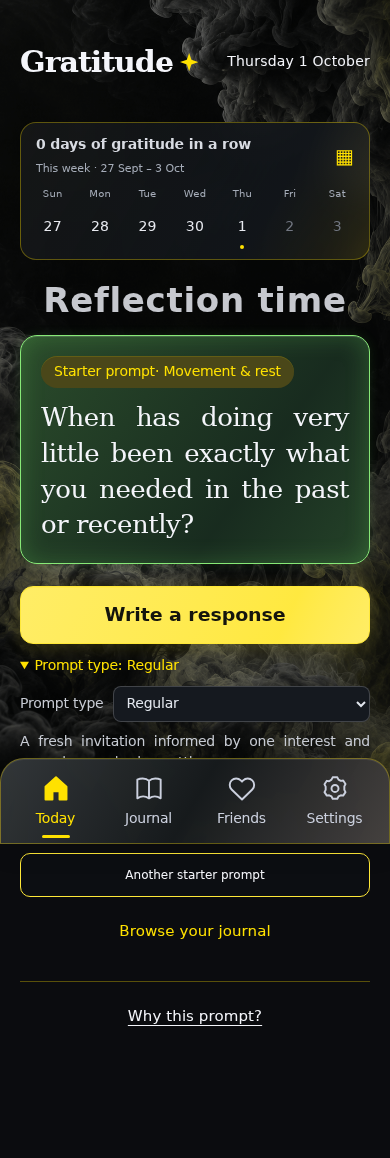 Gratitude
Thursday 1 October
0 days of gratitude in a row
This week · 27 Sept – 3 Oct
Sun Mon Tue Wed Thu Fri Sat
27 28 29 30 1 2 3
Reflection time
Starter prompt· Movement & rest
When has doing very
little been exactly what
you needed in the past
or recently?
Write a response
▼ Prompt type: Regular
Prompt type Regular
A fresh invitation informed by one interest and
Today Journal Friends Settings
Another starter prompt
Browse your journal
Why this prompt?